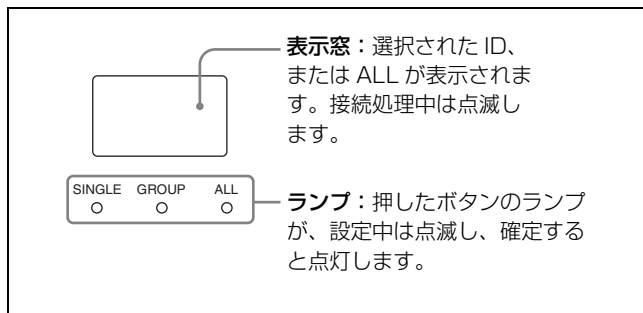 表示窓：選択された ID、
または ALL が表示されま
す。接続処理中は点滅し
ます。
SINGLE GROUP ALL
ランプ：押したボタンのランプ
が、設定中は点滅し、確定する
と点灯します。